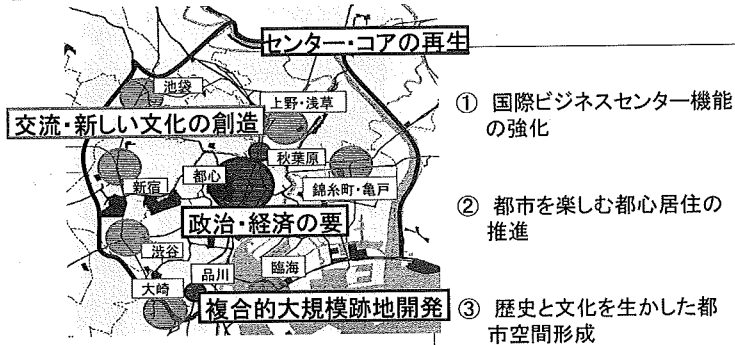 センター・コアの再生
池袋
上野・浅草
交流・新しい文化の創造
秋葉原
都心
新宿
錦糸町・亀戸
政治・経済の要
渋谷
品川
臨海
大崎
複合的大規模跡地開発
① 国際ビジネスセンター機能
の強化
② 都市を楽しむ都心居住の
推進
③ 歴史と文化を生かした都
市空間形成